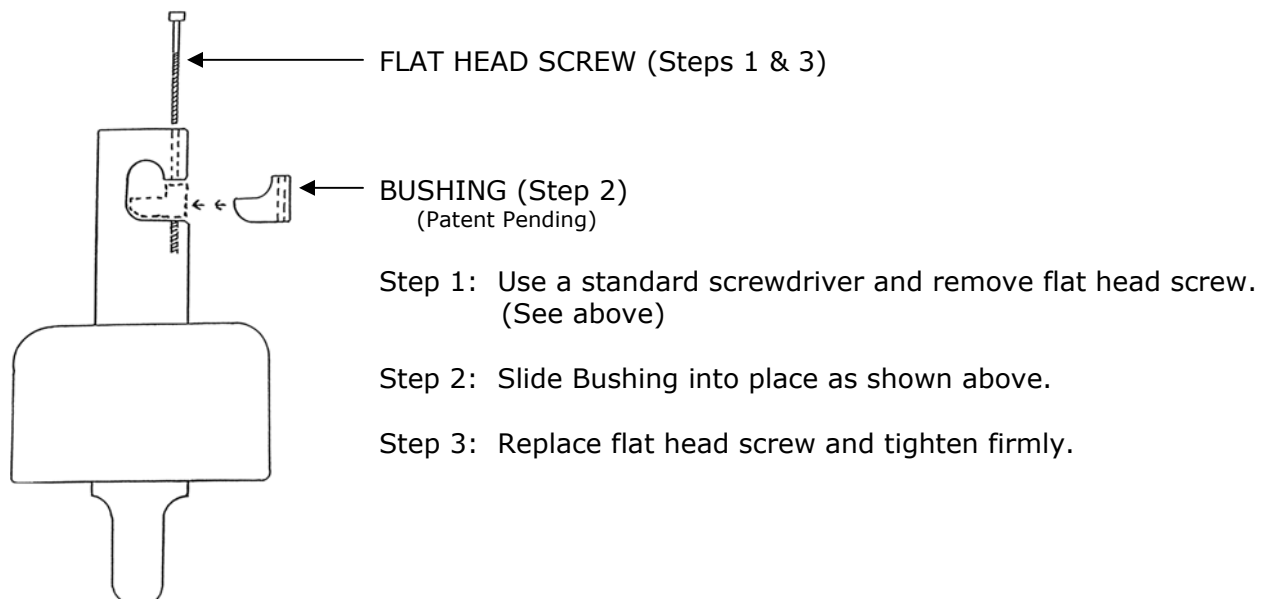 FLAT HEAD SCREW (Steps 1 & 3)
BUSHING (Step 2)
(Patent Pending)
Step 1: Use a standard screwdriver and remove flat head screw.
(See above)
Step 2: Slide Bushing into place as shown above.
Step 3: Replace flat head screw and tighten firmly.